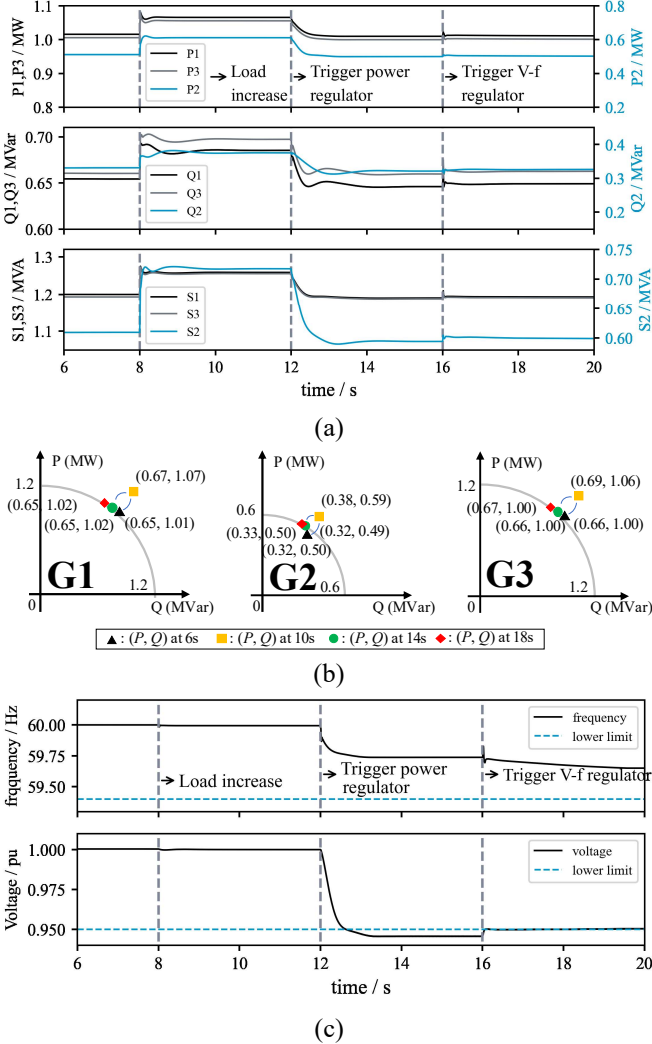 P1,P3 / MW
1.1
1.0
0.9
0.8
0.8
0.6
0.4
0.2
P2 / MW
P1
P3
P2
Load
increase
Trigger power
regulator
Trigger V-f
regulator
Q1,Q3 / MVar
0.70
0.65
0.60
0.4
0.3
0.2
Q2 / MVar
Q1
Q3
Q2
S1,S3 / MVA
1.3
1.2
1.1
0.75
0.70
0.65
0.60
S2 / MVA
S1
S3
S2
6 8 10 12 14 16 18 20
time / s
(a)
P (MW)
1.2
(0.67, 1.07)
(0.65, 1.02)
(0.65, 1.02)
(0.65, 1.01)
G1
1.2
0
Q (MVar)
P (MW)
0.6
(0.38, 0.59)
(0.33, 0.50)
(0.32, 0.49)
(0.32, 0.50)
G2
0.6
0
Q (MVar)
P (MW)
1.2
(0.69, 1.06)
(0.67, 1.00)
(0.66, 1.00)
(0.66, 1.00)
G3
1.2
0
Q (MVar)
: (P, Q) at 6s : (P, Q) at 10s : (P, Q) at 14s : (P, Q) at 18s
(b)
frqquency / Hz
60.00
59.75
59.50
frequency
lower limit
Load increase
Trigger power
regulator
Trigger V-f regulator
Voltage / pu
1.000
0.975
0.950
voltage
lower limit
6 8 10 12 14 16 18 20
time / s
(c)